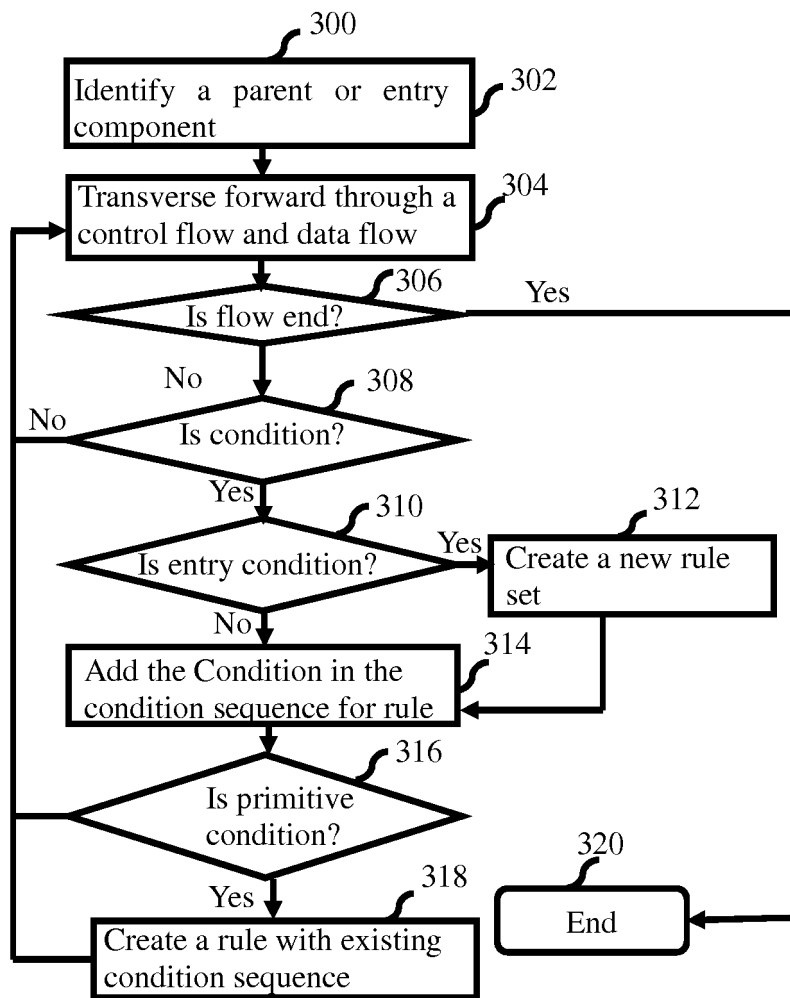 300
Identify a parent or entry
component
302
Transverse forward through a
control flow and data flow
304
306
Is flow end?
Yes
No
308
No
Is condition?
Yes
310
Is entry condition?
Yes
312
Create a new rule
set
No
314
Add the Condition in the
condition sequence for rule
316
Is primitive
condition?
Yes
318
Create a rule with existing
condition sequence
320
End